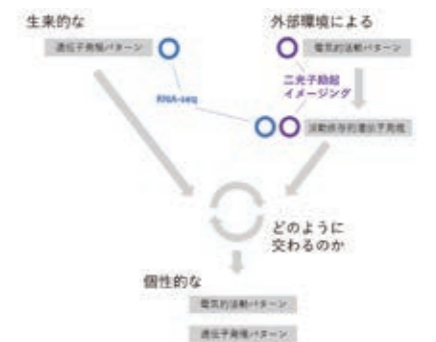 生来的な
外部環境による
遺伝子発現パターン
電気的活動パターン
二光子励起
イメージング
RNA-seq
活動依存的遺伝子発現
どのように
交わるのか
個性的な
電気的活動パターン
遺伝子発現パターン